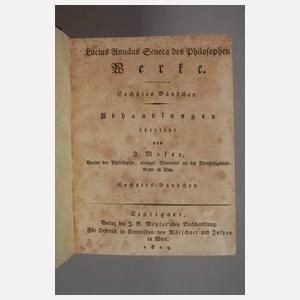 Lucius Annäus Seneca des Philosophen
Werke.
Sechstes Bändchen.
Abhandlungen
übersetzt
von
J. Moser,
Doctor der Philosophie, evangel. Diaconus an der Dreifaltigkeits-
kirche in Ulm.
Sechstes Bändchen.
Stuttgart,
Verlag der J. B. Metzler'schen Buchhandlung.
Für Oestreich in Commission von Mörschner und Jasper
in Wien.